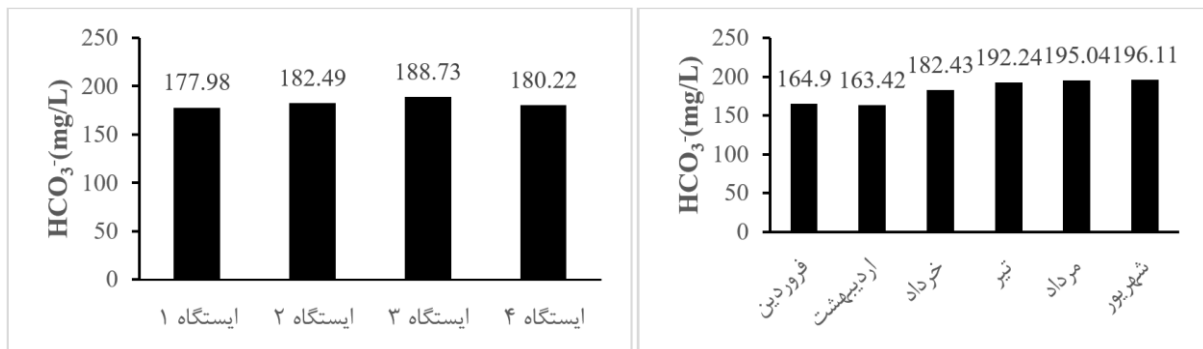 HCO₃⁻(mg/L)
250
200
150
100
50
0
177.98
182.49
188.73
180.22
ایستگاه ۱
ایستگاه ۲
ایستگاه ۳
ایستگاه ۴
HCO₃⁻(mg/L)
250
200
150
100
50
0
164.9
163.42
182.43
192.24
195.04
196.11
فروردین
اردیبهشت
خرداد
تیر
مرداد
شهریور